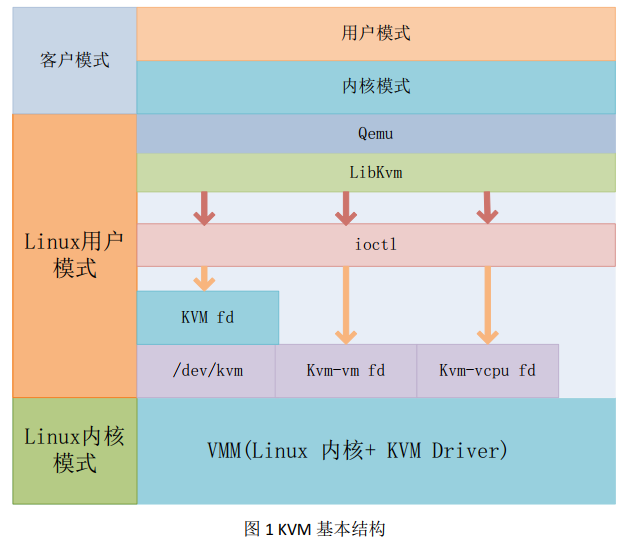 客户模式
用户模式
内核模式
Linux用户
模式
Qemu
LibKvm
ioctl
KVM fd
/dev/kvm
Kvm-vm fd
Kvm-vcpu fd
Linux内核
模式
VMM(Linux 内核+ KVM Driver)
图 1 KVM 基本结构